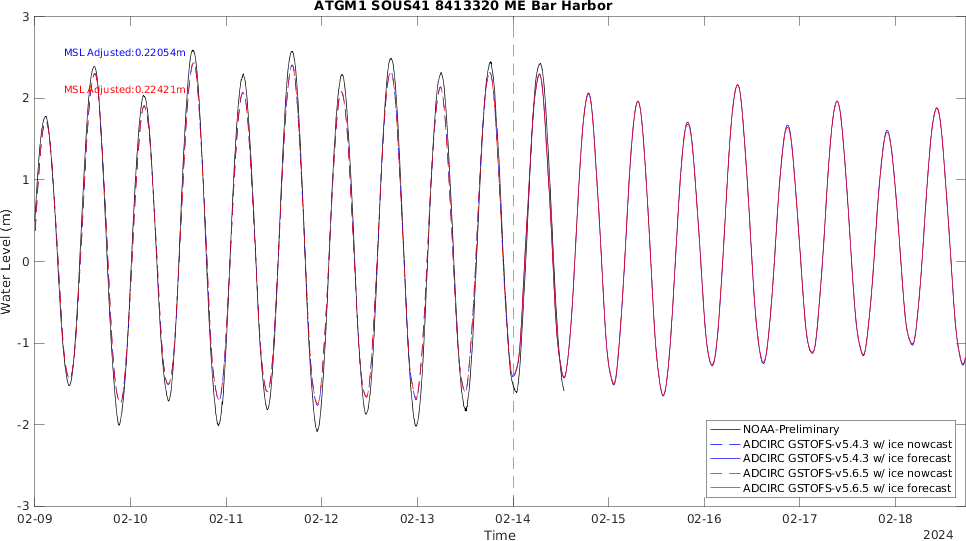 ATGM1 SOUS41 8413320 ME Bar Harbor
3
MSL Adjusted:0.22054m
MSL Adjusted:0.22421m
2
1
0
-1
-2
-3
Water Level (m)
NOAA-Preliminary
ADCIRC GSTOFS-v5.4.3 w/ ice nowcast
ADCIRC GSTOFS-v5.4.3 w/ ice forecast
ADCIRC GSTOFS-v5.6.5 w/ ice nowcast
ADCIRC GSTOFS-v5.6.5 w/ ice forecast
02-09 02-10 02-11 02-12 02-13 02-14 02-15 02-16 02-17 02-18
Time
2024